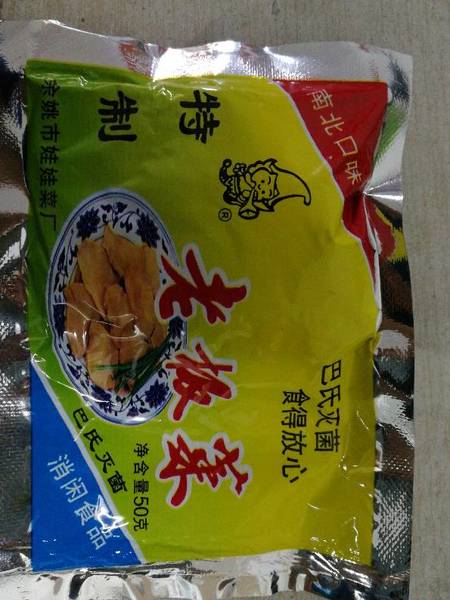 南北口味
特制
余姚市娃娃菜厂
®
老板菜
巴氏灭菌
食得放心
净含量50克
巴氏灭菌
消闲食品